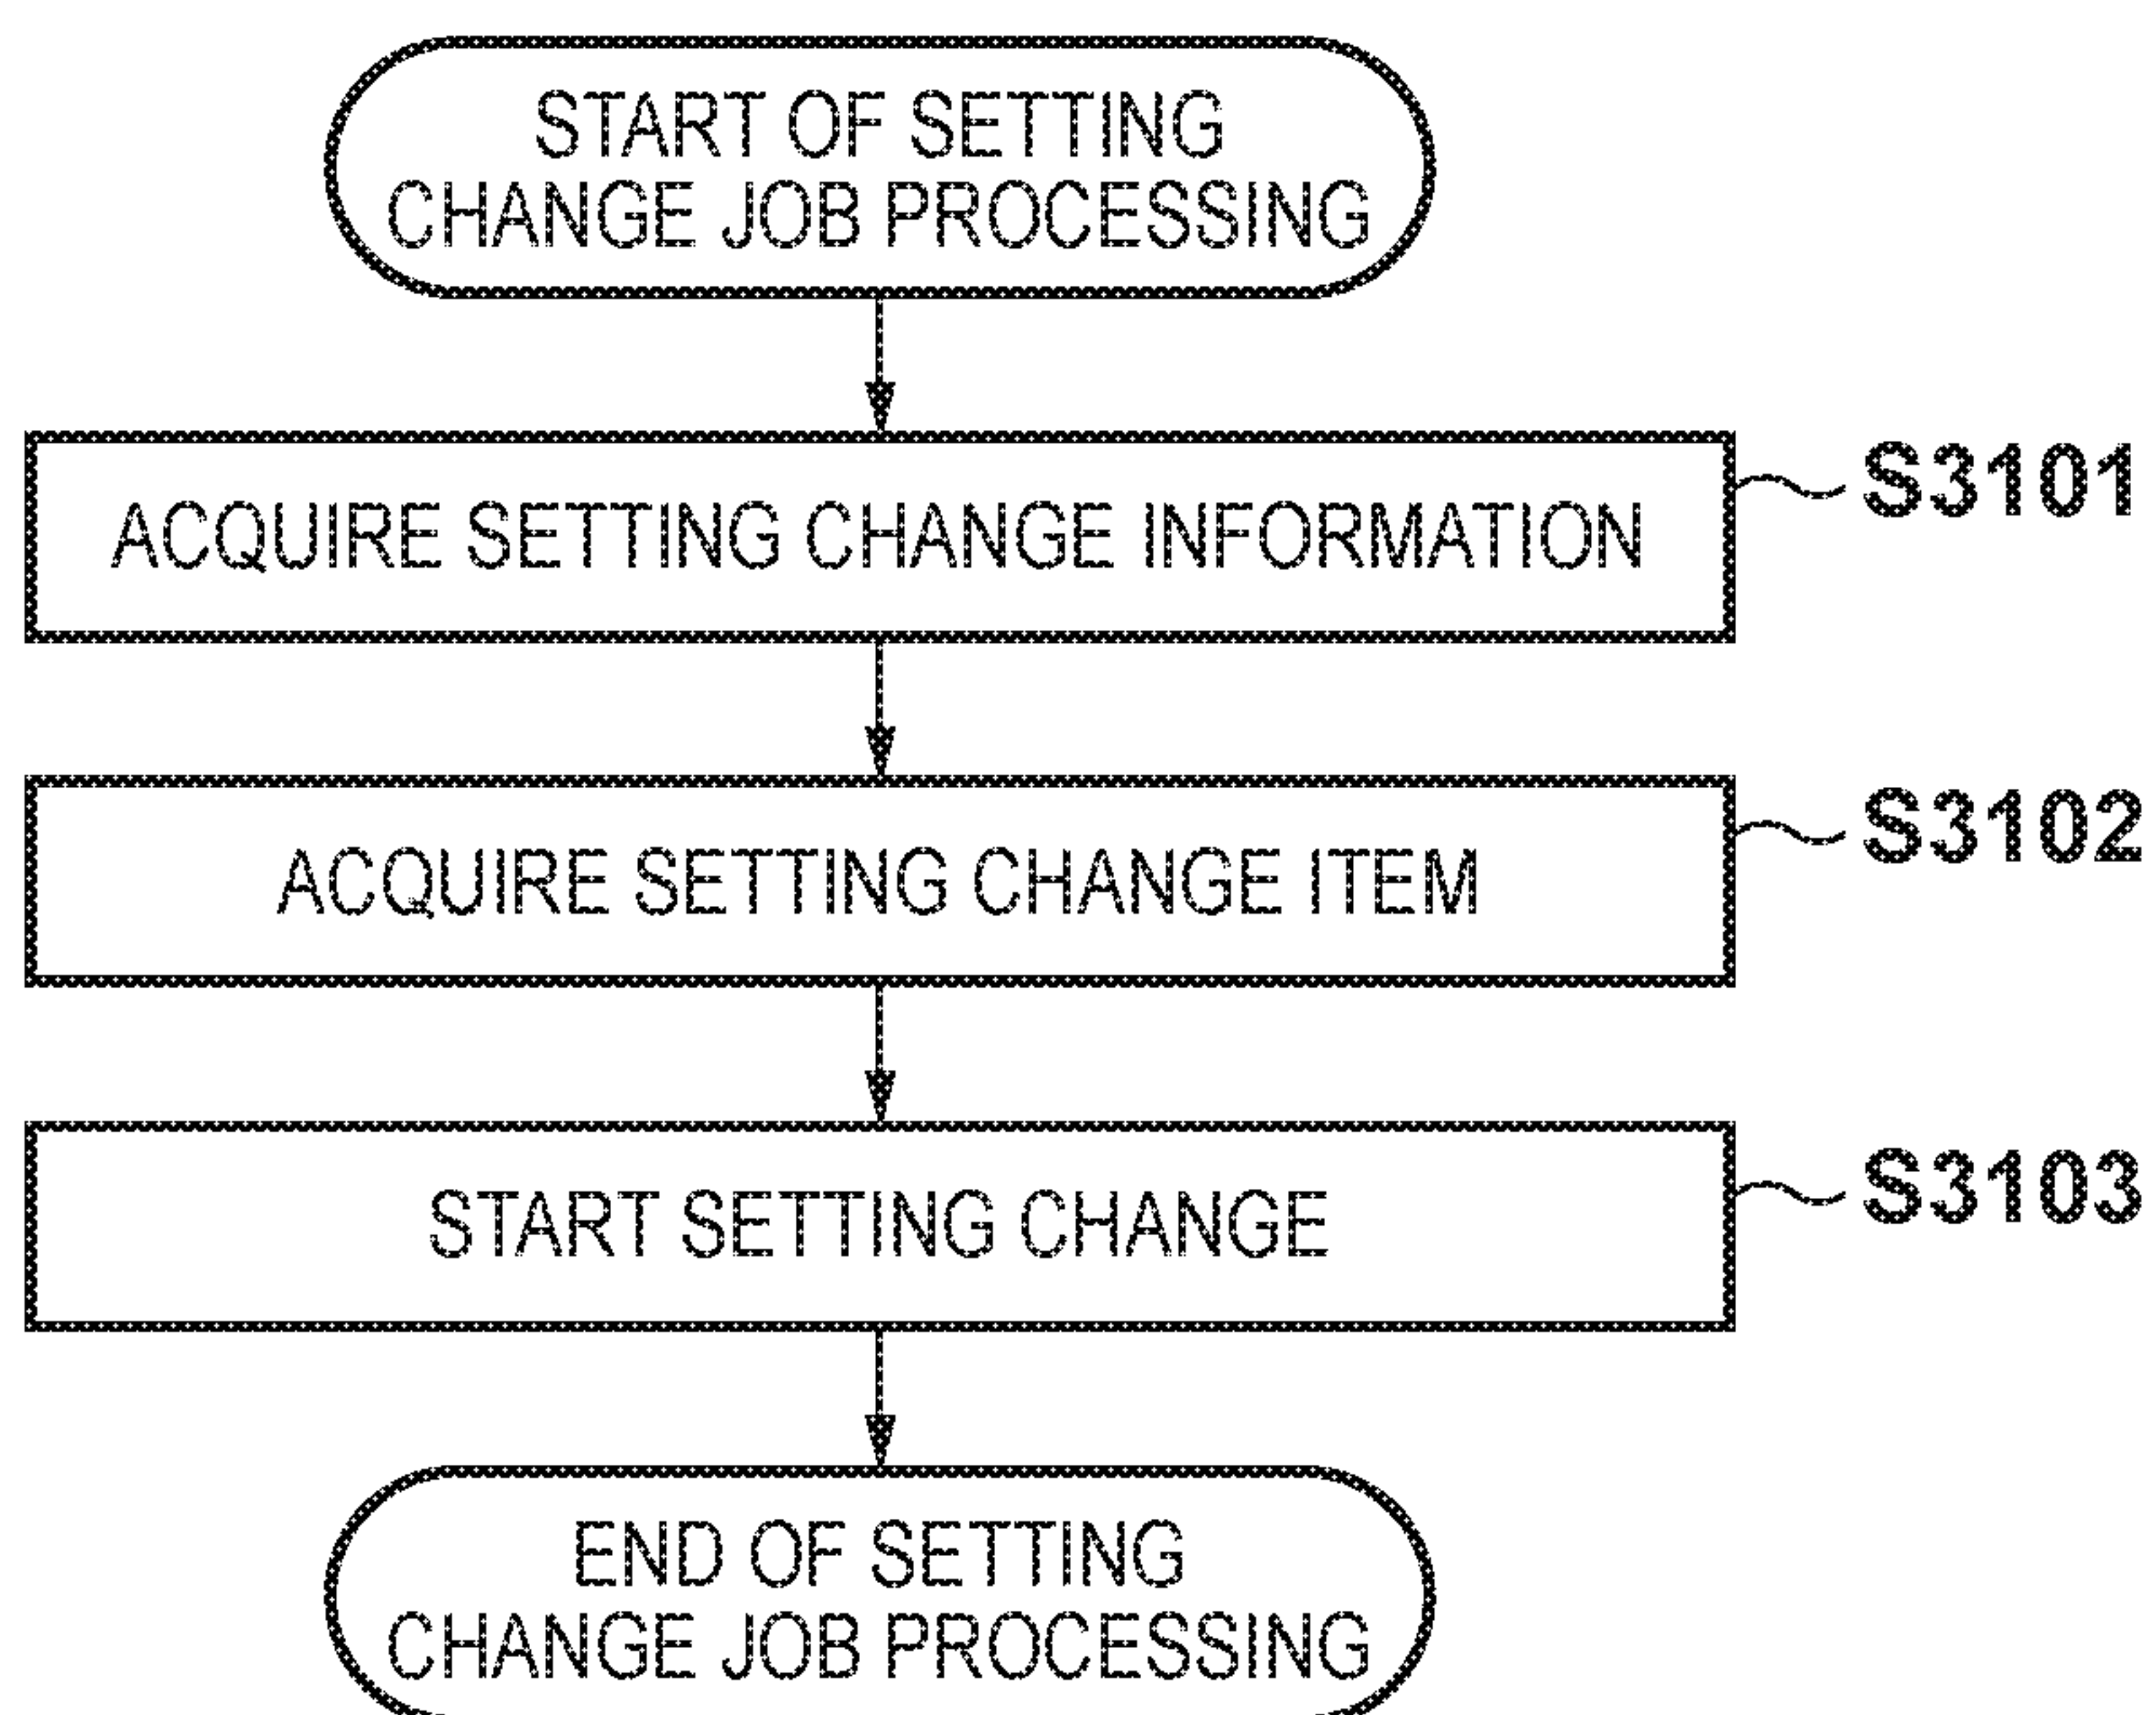 START OF SETTING
CHANGE JOB PROCESSING
ACQUIRE SETTING CHANGE INFORMATION
S3101
ACQUIRE SETTING CHANGE ITEM
S3102
START SETTING CHANGE
S3103
END OF SETTING
CHANGE JOB PROCESSING